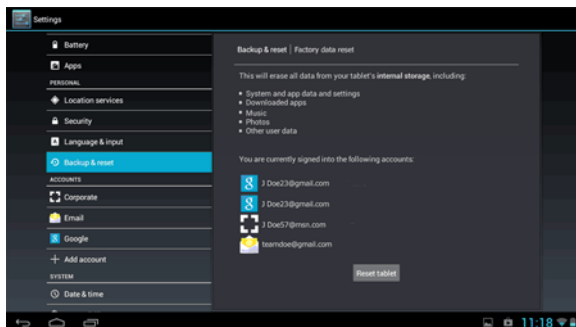 Settings
Battery
Apps
PERSONAL
Location services
Security
Language & input
Backup & reset
ACCOUNTS
Corporate
Email
Google
Add account
SYSTEM
Date & time
Backup & reset | Factory data reset
This will erase all data from your tablet's internal storage, including:
• System and app data and settings
• Downloaded apps
• Music
• Photos
• Other user data
You are currently signed into the following accounts:
8 J Doe23@gmail.com
8 J Doe23@gmail.com
J Doe57@msn.com
teamdoe@gmail.com
Reset tablet
11:18